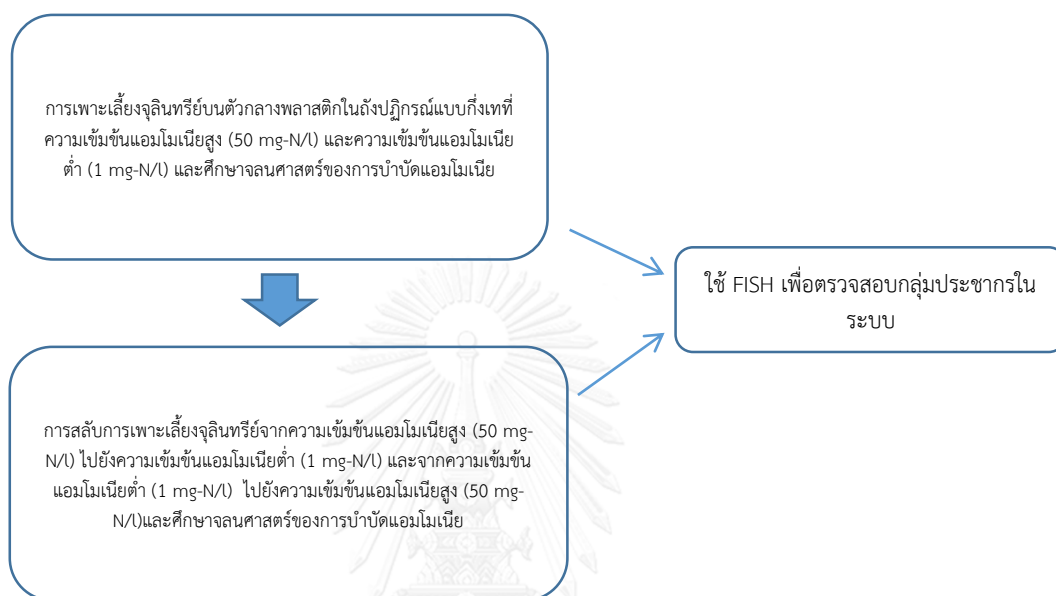 การเพาะเลี้ยงจุลินทรีย์บนตัวกลางพลาสติกในถังปฏิกรณ์แบบกึ่งเทที่
ความเข้มข้นแอมโมเนียสูง (50 mg-N/l) และความเข้มข้นแอมโมเนีย
ต่ำ (1 mg-N/l) และศึกษาจลนศาสตร์ของการบำบัดแอมโมเนีย
ใช้ FISH เพื่อตรวจสอบกลุ่มประชากรใน
ระบบ
การสลับการเพาะเลี้ยงจุลินทรีย์จากความเข้มข้นแอมโมเนียสูง (50 mg-
N/l) ไปยังความเข้มข้นแอมโมเนียต่ำ (1 mg-N/l) และจากความเข้มข้น
แอมโมเนียต่ำ (1 mg-N/l) ไปยังความเข้มข้นแอมโมเนียสูง (50 mg-
N/l)และศึกษาจลนศาสตร์ของการบำบัดแอมโมเนีย